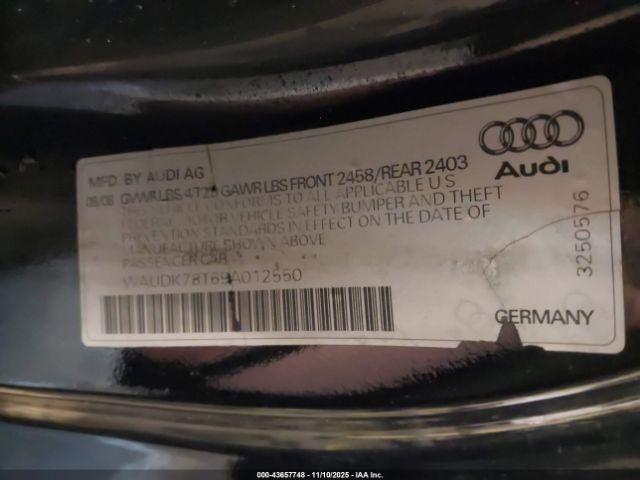 MFD. BY AUDI AG
08/08 GVWR LBS 4723 GAWR LBS FRONT 2458/REAR 2403
THIS VEHICLE CONFORMS TO ALL APPLICABLE U S
FEDERAL MOTOR VEHICLE SAFETY BUMPER AND THEFT
PREVENTION STANDARDS IN EFFECT ON THE DATE OF
MANUFACTURE SHOWN ABOVE
PASSENGER CAR
WAUDK78T69A012550
Audi
3250576
GERMANY
000-43657748 - 11/10/2025 - IAA Inc.